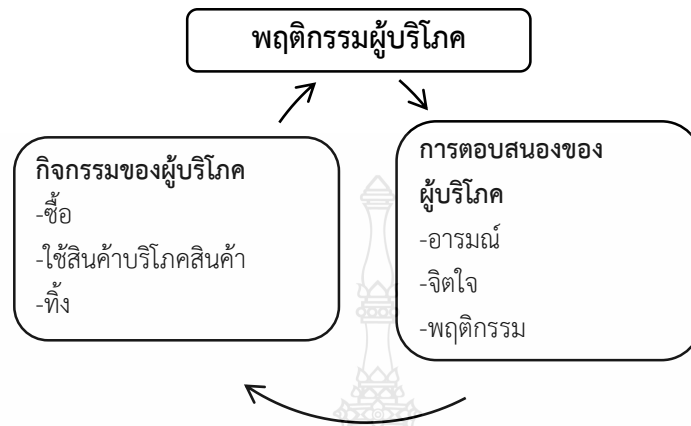 พฤติกรรมผู้บริโภค
กิจกรรมของผู้บริโภค
-ซื้อ
-ใช้สินค้าบริโภคสินค้า
-ทิ้ง
การตอบสนองของ
ผู้บริโภค
-อารมณ์
-จิตใจ
-พฤติกรรม